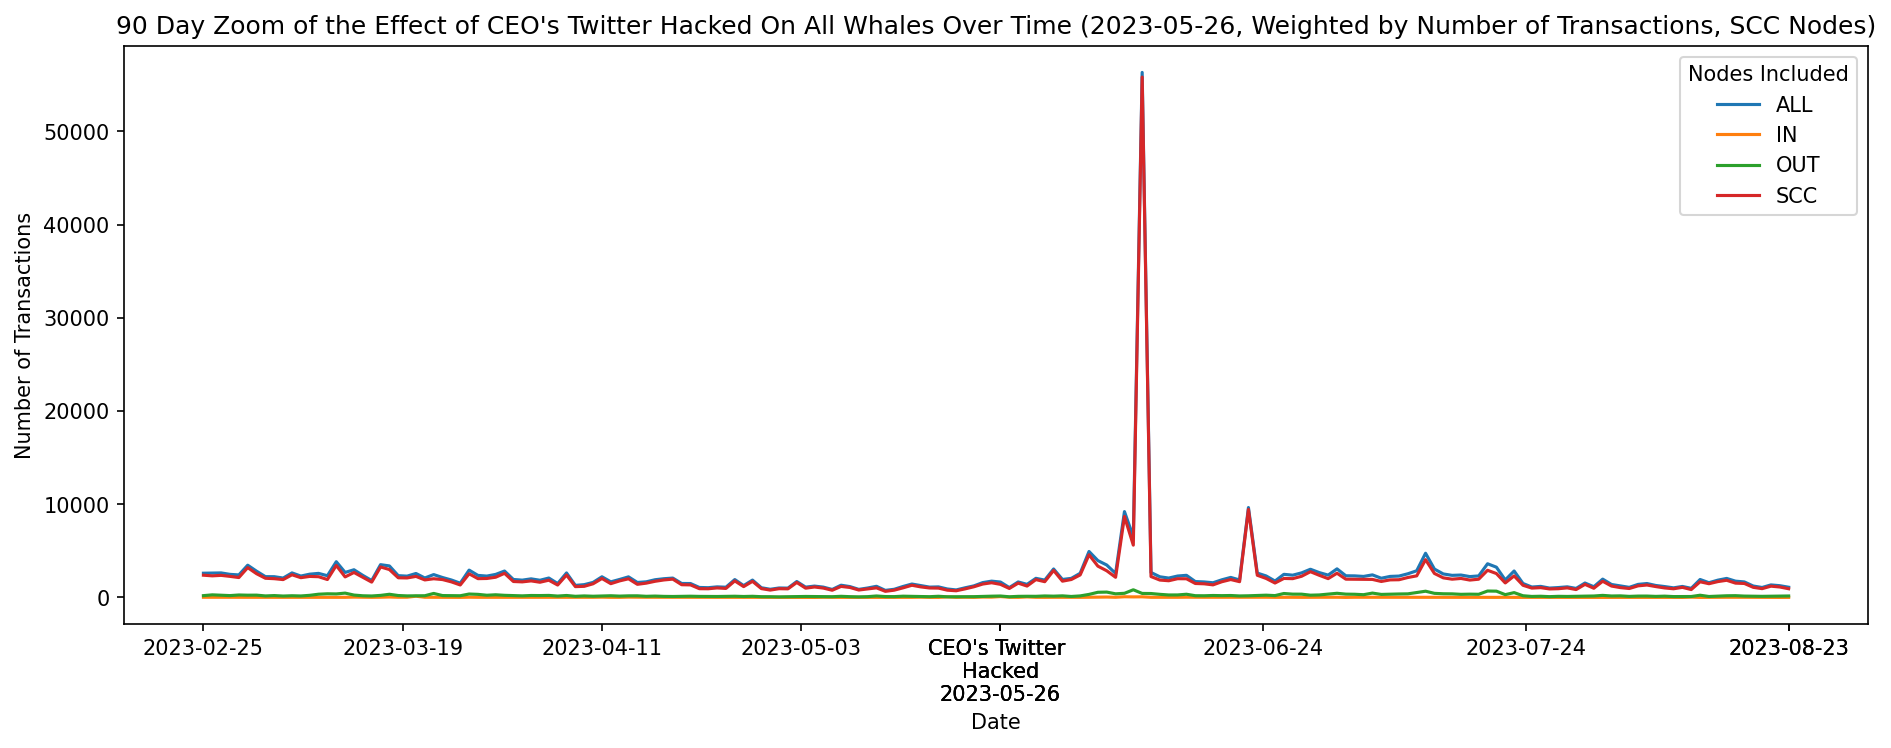 90 Day Zoom of the Effect of CEO's Twitter Hacked On All Whales Over Time (2023-05-26, Weighted by Number of Transactions, SCC Nodes)
Nodes Included
ALL
IN
OUT
SCC
Number of Transactions
50000
40000
30000
20000
10000
0
2023-02-25
2023-03-19
2023-04-11
2023-05-03
CEO's Twitter
Hacked
2023-05-26
2023-06-24
2023-07-24
2023-08-23
Date